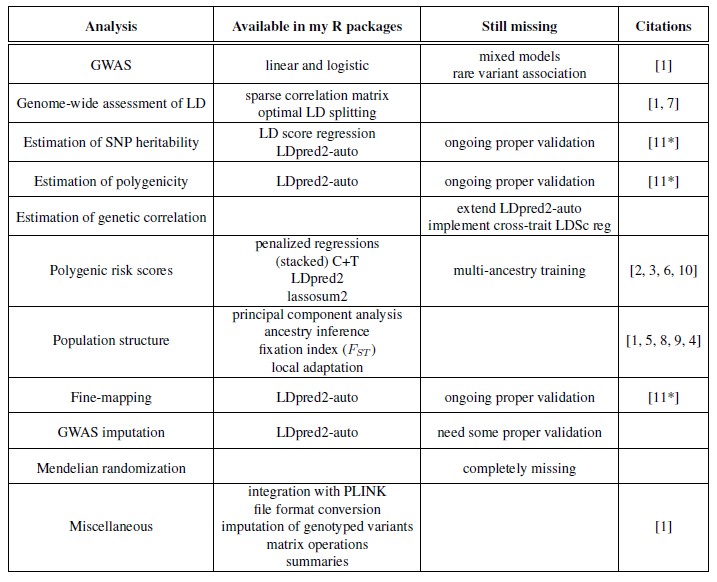 Analysis Available in my R packages Still missing Citations
GWAS linear and logistic mixed models
rare variant association [1]
Genome-wide assessment of LD sparse correlation matrix
optimal LD splitting [1, 7]
Estimation of SNP heritability LD score regression
LDpred2-auto ongoing proper validation [11*]
Estimation of polygenicity LDpred2-auto ongoing proper validation [11*]
Estimation of genetic correlation extend LDpred2-auto
implement cross-trait LDSc reg
Polygenic risk scores penalized regressions
(stacked) C+T
LDpred2
lassosum2 multi-ancestry training [2, 3, 6, 10]
Population structure principal component analysis
ancestry inference
fixation index (F_ST)
local adaptation [1, 5, 8, 9, 4]
Fine-mapping LDpred2-auto ongoing proper validation [11*]
GWAS imputation LDpred2-auto need some proper validation
Mendelian randomization completely missing
Miscellaneous integration with PLINK
file format conversion
imputation of genotyped variants
matrix operations
summaries [1]